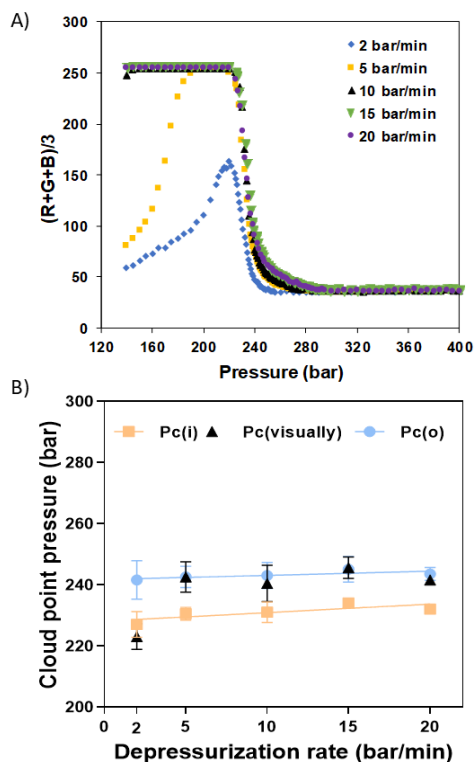 A)
300
250
200
150
100
50
0
(R+G+B)/3
2 bar/min
5 bar/min
10 bar/min
15 bar/min
20 bar/min
120 160 200 240 280 320 360 400
Pressure (bar)
B)
300
280
260
240
220
200
Cloud point pressure (bar)
Pc(i) Pc(visually) Pc(o)
0 2 5 10 15 20
Depressurization rate (bar/min)